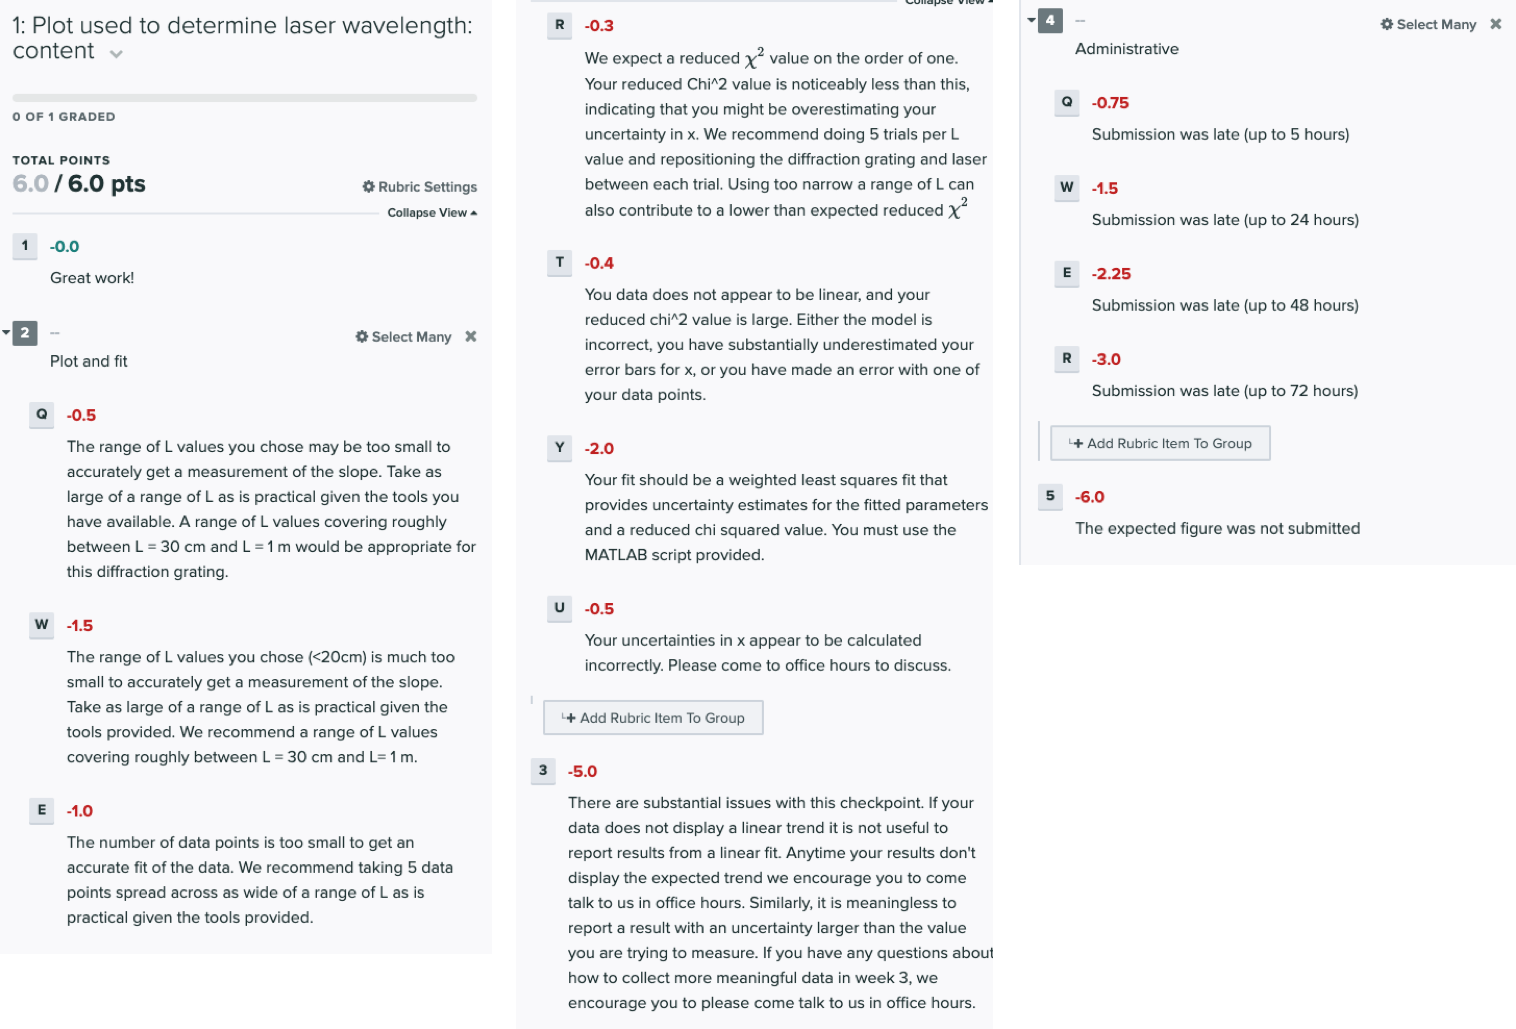 1: Plot used to determine laser wavelength:
content
0 OF 1 GRADED
TOTAL POINTS
6.0 / 6.0 pts
Rubric Settings
Collapse View
1 -0.0
Great work!
2 --
Select Many
Plot and fit
Q -0.5
The range of L values you chose may be too small to
accurately get a measurement of the slope. Take as
large of a range of L as is practical given the tools you
have available. A range of L values covering roughly
between L = 30 cm and L = 1 m would be appropriate for
this diffraction grating.
W -1.5
The range of L values you chose (<20cm) is much too
small to accurately get a measurement of the slope.
Take as large of a range of L as is practical given the
tools provided. We recommend a range of L values
covering roughly between L = 30 cm and L= 1 m.
E -1.0
The number of data points is too small to get an
accurate fit of the data. We recommend taking 5 data
points spread across as wide of a range of L as is
practical given the tools provided.
Collapse View
R -0.3
We expect a reduced χ² value on the order of one.
Your reduced Chi^2 value is noticeably less than this,
indicating that you might be overestimating your
uncertainty in x. We recommend doing 5 trials per L
value and repositioning the diffraction grating and laser
between each trial. Using too narrow a range of L can
also contribute to a lower than expected reduced χ²
T -0.4
You data does not appear to be linear, and your
reduced chi^2 value is large. Either the model is
incorrect, you have substantially underestimated your
error bars for x, or you have made an error with one of
your data points.
Y -2.0
Your fit should be a weighted least squares fit that
provides uncertainty estimates for the fitted parameters
and a reduced chi squared value. You must use the
MATLAB script provided.
U -0.5
Your uncertainties in x appear to be calculated
incorrectly. Please come to office hours to discuss.
Add Rubric Item To Group
3 -5.0
There are substantial issues with this checkpoint. If your
data does not display a linear trend it is not useful to
report results from a linear fit. Anytime your results don't
display the expected trend we encourage you to come
talk to us in office hours. Similarly, it is meaningless to
report a result with an uncertainty larger than the value
you are trying to measure. If you have any questions about
how to collect more meaningful data in week 3, we
encourage you to please come talk to us in office hours.
4 --
Select Many
Administrative
Q -0.75
Submission was late (up to 5 hours)
W -1.5
Submission was late (up to 24 hours)
E -2.25
Submission was late (up to 48 hours)
R -3.0
Submission was late (up to 72 hours)
Add Rubric Item To Group
5 -6.0
The expected figure was not submitted